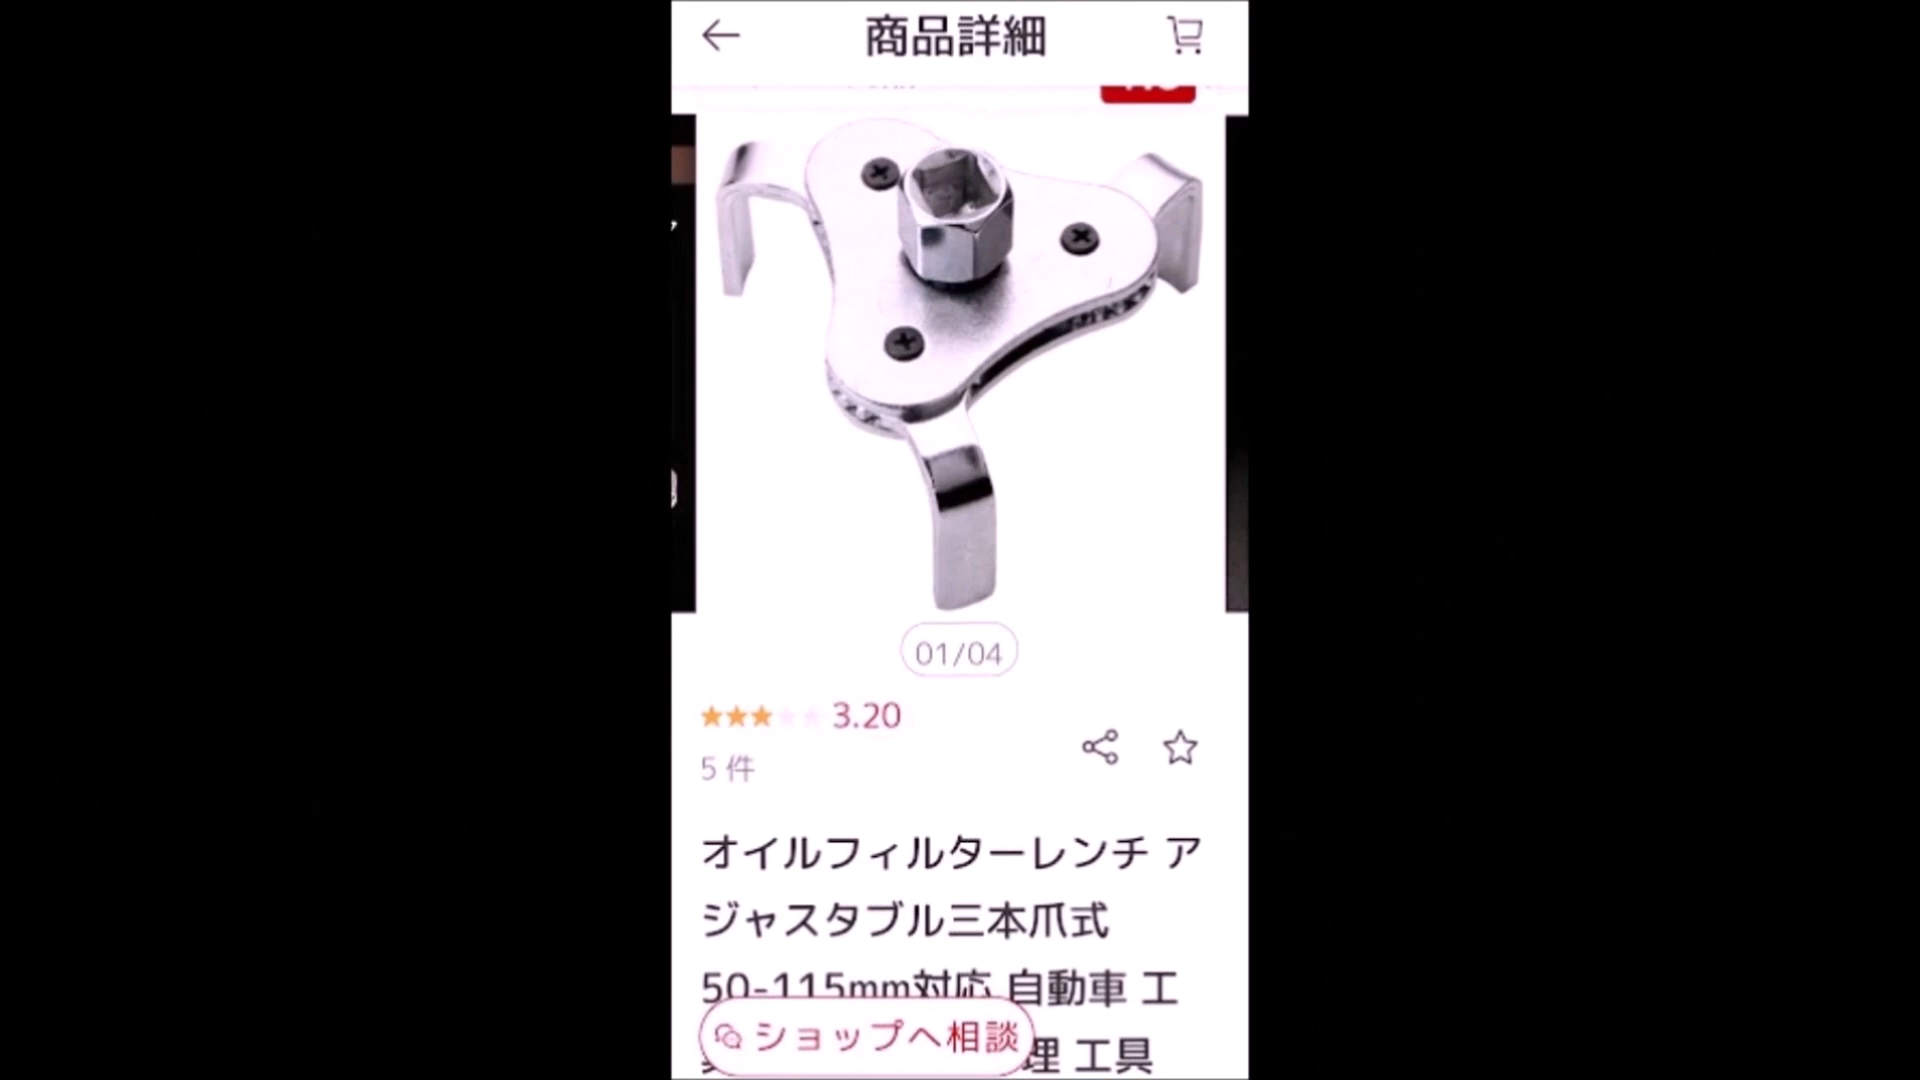 商品詳細
01/04
3.20
5 件
オイルフィルターレンチ ア
ジャスタブル三本爪式
50-115mm対応 自動車 工
ショップへ相談
理 工具